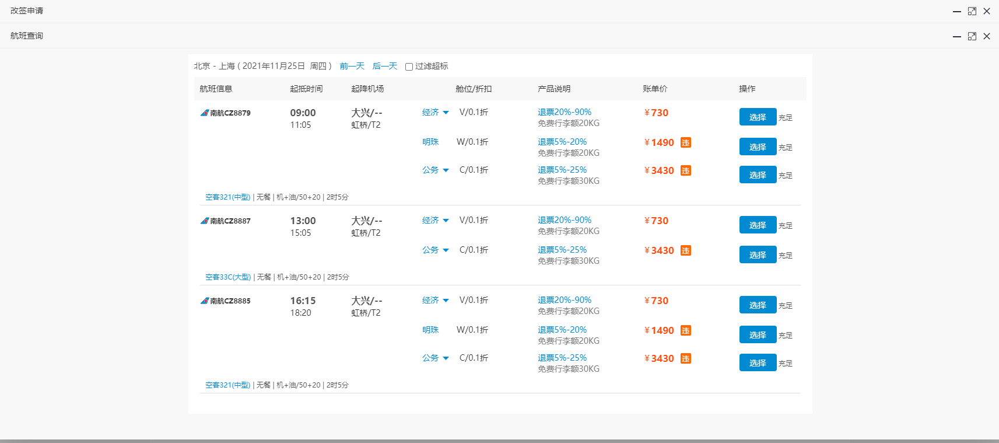 改签申请
航班查询
北京 - 上海 ( 2021年11月25日 周四 ) 前一天 后一天 过滤超标
航班信息 起抵时间 起降机场 舱位/折扣 产品说明 账单价 操作
南航CZ8879 09:00 大兴/-- 经济 V/0.1折 退票20%-90% ¥730 选择 充足
11:05 虹桥/T2 免费行李额20KG
明珠 W/0.1折 退票5%-20% ¥1490 违 选择 充足
免费行李额20KG
公务 C/0.1折 退票5%-25% ¥3430 违 选择 充足
免费行李额30KG
空客321(中型) | 无餐 | 机+油/50+20 | 2时5分
南航CZ8887 13:00 大兴/-- 经济 V/0.1折 退票20%-90% ¥730 选择 充足
15:05 虹桥/T2 免费行李额20KG
公务 C/0.1折 退票5%-25% ¥3430 违 选择 充足
免费行李额30KG
空客33C(大型) | 无餐 | 机+油/50+20 | 2时5分
南航CZ8885 16:15 大兴/-- 经济 V/0.1折 退票20%-90% ¥730 选择 充足
18:20 虹桥/T2 免费行李额20KG
明珠 W/0.1折 退票5%-20% ¥1490 违 选择 充足
免费行李额20KG
公务 C/0.1折 退票5%-25% ¥3430 违 选择 充足
免费行李额30KG
空客321(中型) | 无餐 | 机+油/50+20 | 2时5分